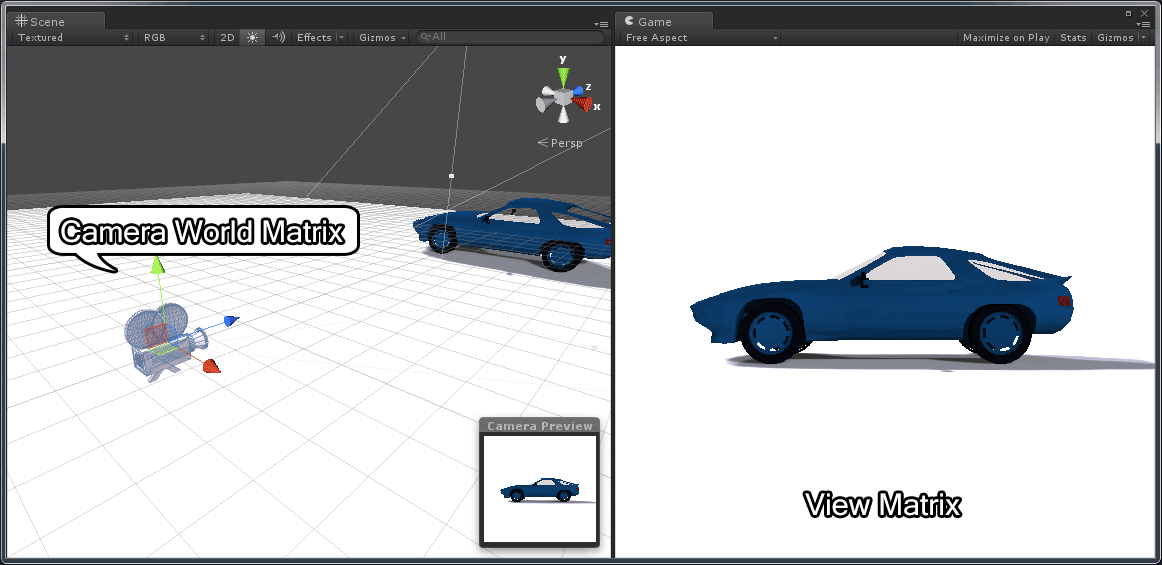 Scene
Textured RGB 2D Effects Gizmos All
y
z
x
Persp
Camera World Matrix
Camera Preview
Game
Free Aspect Maximize on Play Stats Gizmos
View Matrix